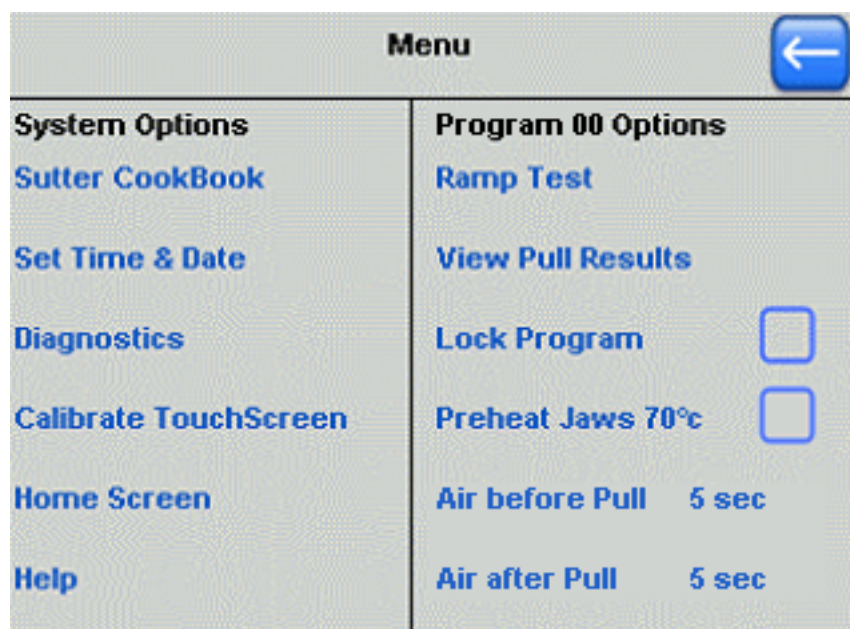 Menu
System Options
Sutter CookBook
Set Time & Date
Diagnostics
Calibrate TouchScreen
Home Screen
Help
Program 00 Options
Ramp Test
View Pull Results
Lock Program
Preheat Jaws 70°c
Air before Pull 5 sec
Air after Pull 5 sec